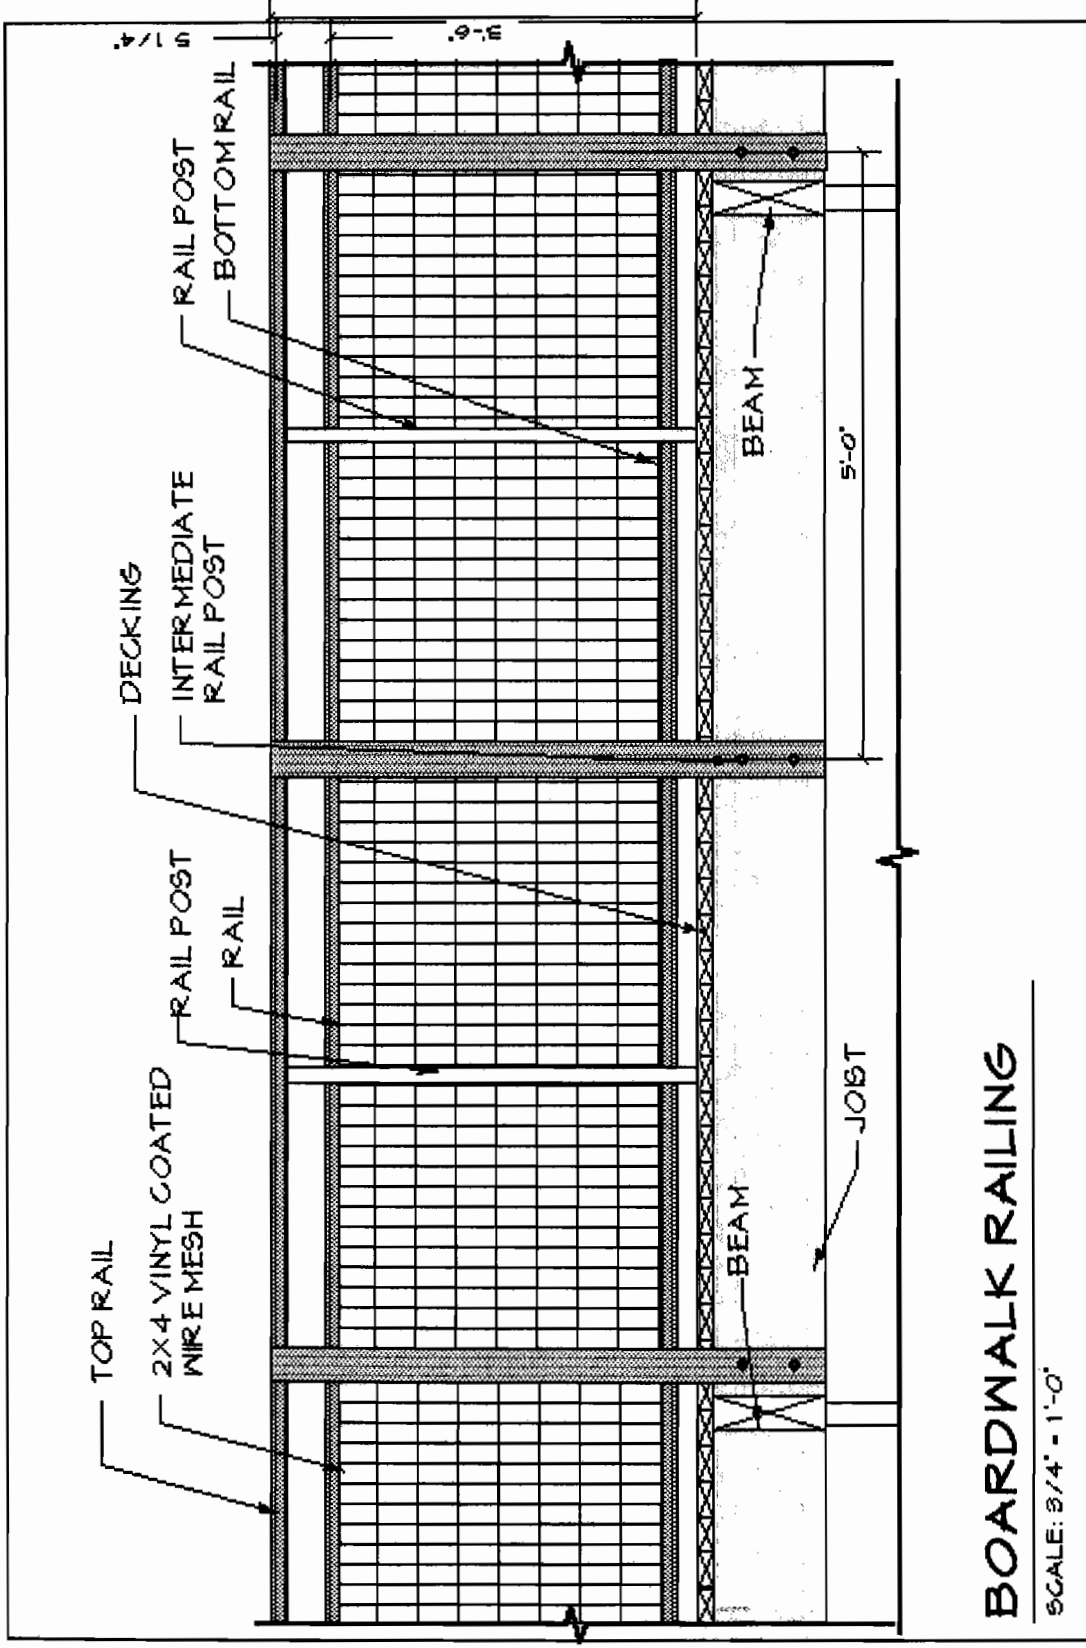 TOP RAIL
2X4 VINYL COATED
WIRE MESH
RAIL POST
RAIL
DECKING
INTERMEDIATE
RAIL POST
RAIL POST
BOTTOM RAIL
5 1/4"
3'-6"
BEAM
JOIST
BEAM
5'-0"
BOARDWALK RAILING
SCALE: 3/4" = 1'-0"